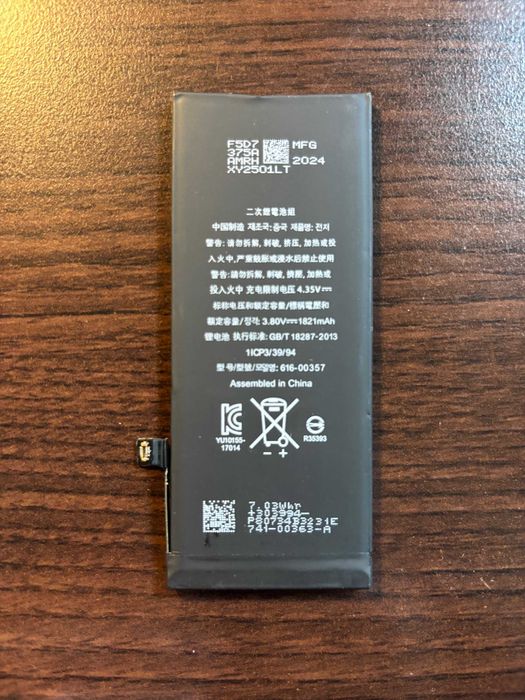 F5D7
375A
AMRH
XY2501LT
MFG
2024
二次鋰電池組
中国制造 제조국:중국 제품명: 전지
警告: 请勿拆解, 刺破, 挤压, 加热或投
入火中, 严重鼓胀或浸水后禁止使用
警告: 請勿拆解, 刺破, 擠壓, 加熱或
投入火中 充电限制电压 4.35V⎓
标称电压和额定容量/標稱電壓和
額定容量/정격: 3.80V⎓1821mAh
锂电池 执行标准: GB/T 18287-2013
1ICP3/39/94
型 号/型號/모델명: 616-00357
Assembled in China
YU10155-
17014
R35393
− +
7.03Whr
+303994-
P80734B3231E
741-00363-A